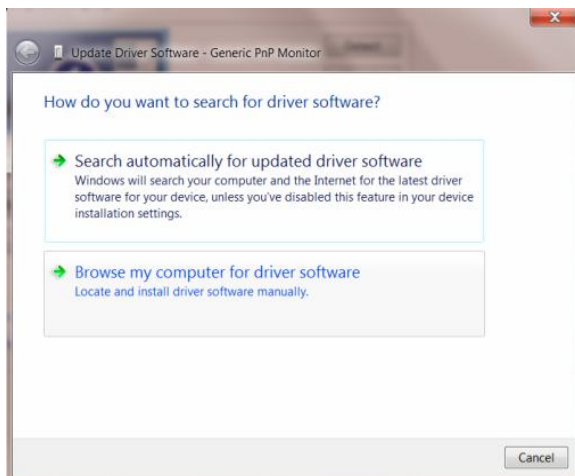 Update Driver Software - Generic PnP Monitor
How do you want to search for driver software?
Search automatically for updated driver software
Windows will search your computer and the Internet for the latest driver
software for your device, unless you've disabled this feature in your device
installation settings.
Browse my computer for driver software
Locate and install driver software manually.
Cancel